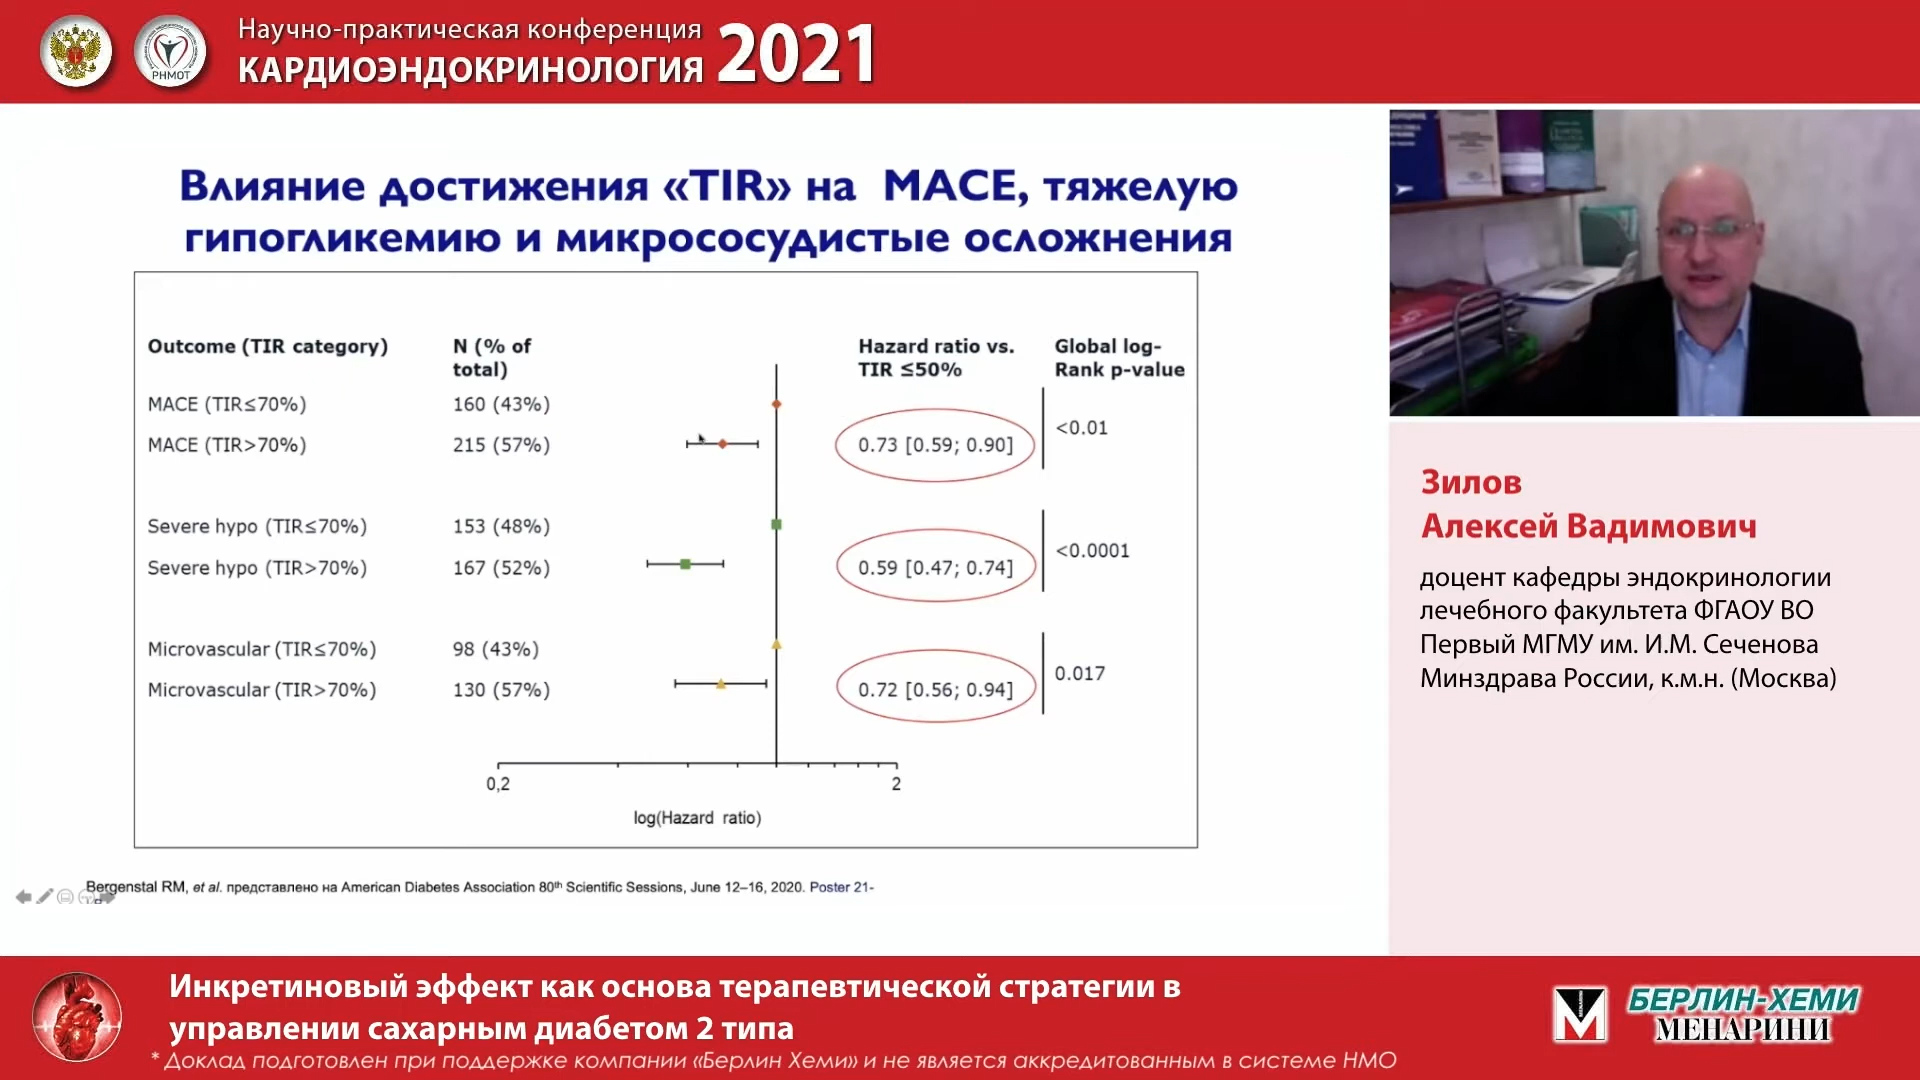 Научно-практическая конференция
КАРДИОЭНДОКРИНОЛОГИЯ 2021
РНМОТ
Влияние достижения «TIR» на MACE, тяжелую
гипогликемию и микрососудистые осложнения
Outcome (TIR category) N (% of total) Hazard ratio vs. TIR ≤50% Global log-Rank p-value
MACE (TIR≤70%) 160 (43%)
<0.01
MACE (TIR>70%) 215 (57%) 0.73 [0.59; 0.90]
Severe hypo (TIR≤70%) 153 (48%)
<0.0001
Severe hypo (TIR>70%) 167 (52%) 0.59 [0.47; 0.74]
Microvascular (TIR≤70%) 98 (43%)
0.017
Microvascular (TIR>70%) 130 (57%) 0.72 [0.56; 0.94]
0,2 2
log(Hazard ratio)
Bergenstal RM, et al. представлено на American Diabetes Association 80th Scientific Sessions, June 12–16, 2020. Poster 21-
Зилов
Алексей Вадимович
доцент кафедры эндокринологии
лечебного факультета ФГАОУ ВО
Первый МГМУ им. И.М. Сеченова
Минздрава России, к.м.н. (Москва)
Инкретиновый эффект как основа терапевтической стратегии в
управлении сахарным диабетом 2 типа
* Доклад подготовлен при поддержке компании «Берлин Хеми» и не является аккредитованным в системе НМО
БЕРЛИН-ХЕМИ
МЕНАРИНИ